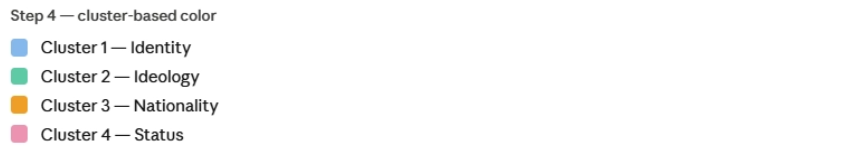 Step 4 — cluster-based color
Cluster 1 — Identity
Cluster 2 — Ideology
Cluster 3 — Nationality
Cluster 4 — Status